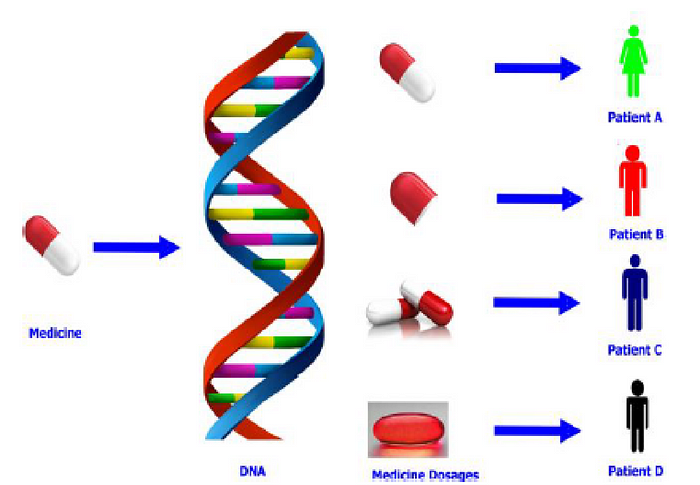 Patient A
Patient B
Medicine
Patient C
DNA
Medicine Dosages
Patient D